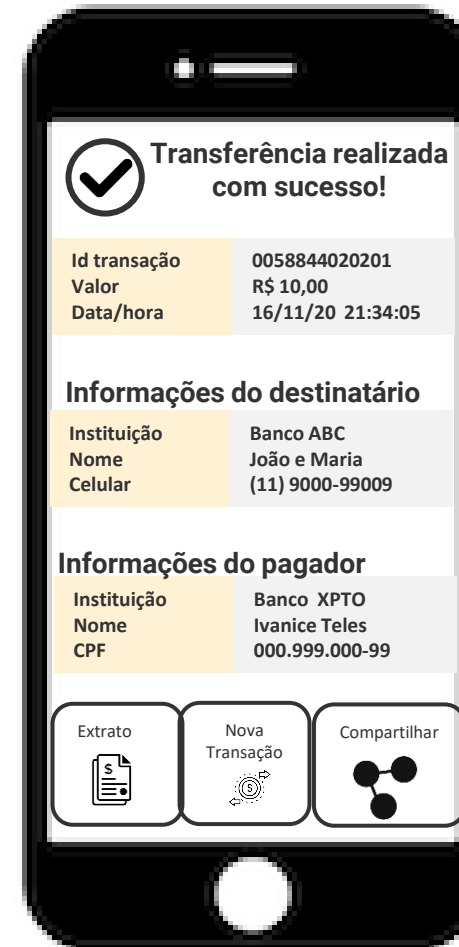 Transferência realizada
com sucesso!
Id transação 0058844020201
Valor R$ 10,00
Data/hora 16/11/20 21:34:05
Informações do destinatário
Instituição Banco ABC
Nome João e Maria
Celular (11) 9000-99009
Informações do pagador
Instituição Banco XPTO
Nome Ivanice Teles
CPF 000.999.000-99
Extrato
$
Nova
Transação
$
Compartilhar